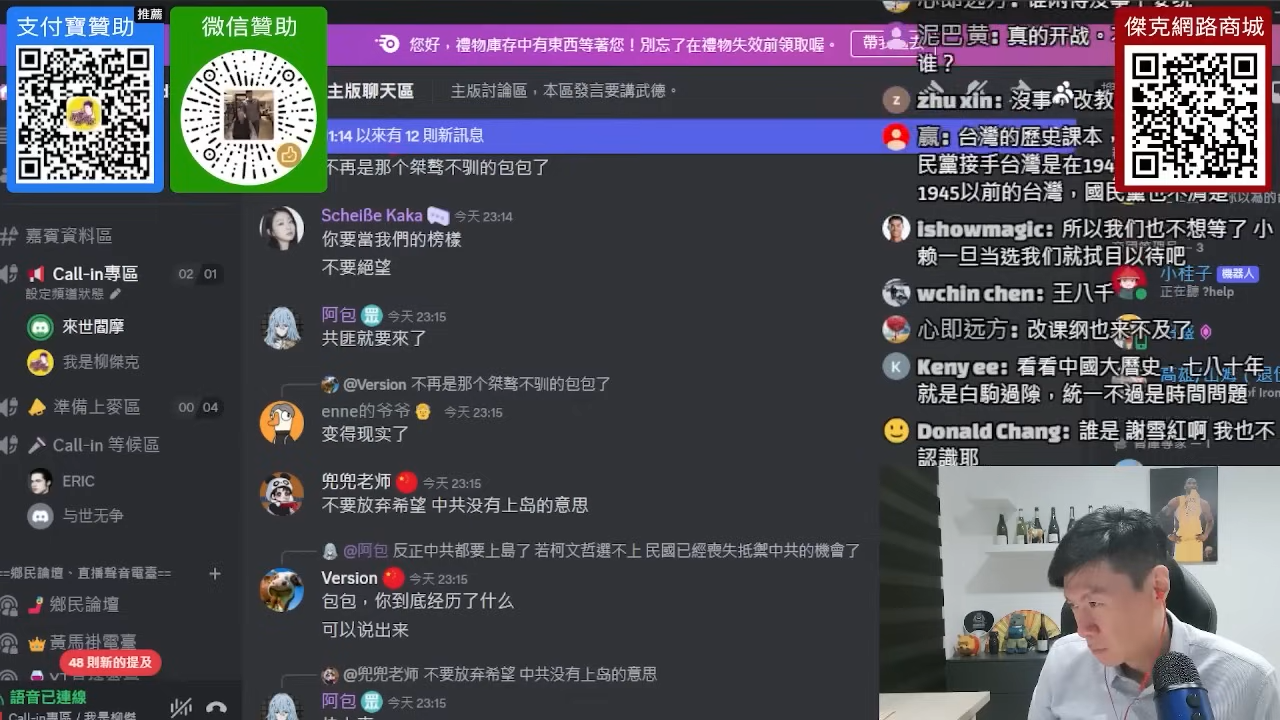 支付寶贊助
推薦
微信贊助
您好，禮物庫存中有東西等著您！別忘了在禮物失效前領取喔。
主版聊天區
主版討論區，本區發言要講武德。
1:14 以來有 12 則新訊息
不再是那个桀骜不驯的包包了
Scheiße Kaka 今天 23:14
你要當我們的榜樣
不要絕望
阿包 眾 今天 23:15
共匪就要來了
@Version 不再是那个桀骜不驯的包包了
enne的爷爷 今天 23:15
变得现实了
兜兜老师 今天 23:15
不要放弃希望 中共没有上岛的意思
@阿包 反正中共都要上島了 若柯文哲選不上 民國已經喪失抵禦中共的機會了
Version 今天 23:15
包包，你到底经历了什么
可以说出来
@兜兜老师 不要放弃希望 中共没有上岛的意思
阿包 眾 今天 23:15
嘉賓資料區
Call-in專區 02 01
設定頻道狀態
來世閻摩
我是柳傑克
準備上麥區 00 04
Call-in 等候區
ERIC
与世无争
==鄉民論壇、直播聲音電臺==
鄉民論壇
黃馬褂電臺
48 則新的提及
語音已連線
Call-in專區 / 我是柳傑
傑克網路商城
泥巴黄：真的开战。
谁？
zhu xin：沒事 改教
赢：台灣的歷史課本，
民黨接手台灣是在194
1945以前的台灣，國民黨也不清楚
ishowmagic：所以我们也不想等了 小
赖一旦当选我们就拭目以待吧
wchin chen：王八千
心即远方：改课纲也来不及了
Keny ee：看看中國大曆史，七八十年
就是白駒過隙，統一不過是時間問題
Donald Chang：誰是 謝雪紅啊 我也不
認識耶
小桂子 機器人
正在聽 ?help